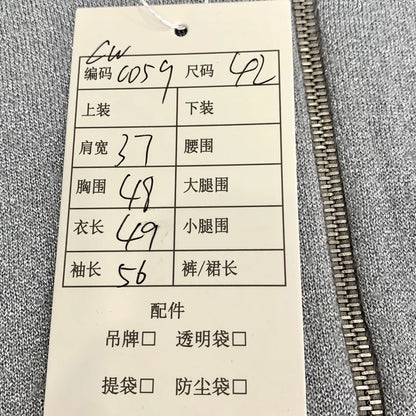 CW
编码 0059 尺码 42
上装 下装
肩宽 37 腰围
胸围 48 大腿围
衣长 49 小腿围
袖长 56 裤/裙长
配件
吊牌□ 透明袋□
提袋□ 防尘袋□